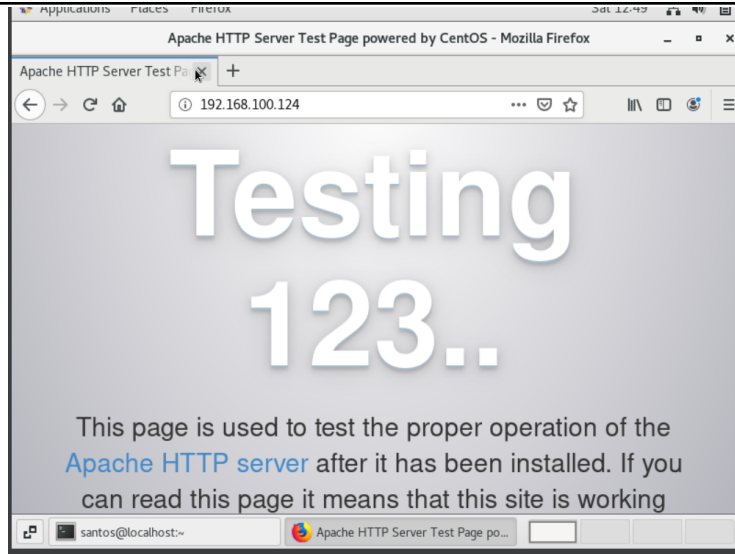 Applications Places Firefox Sat 12:49
Apache HTTP Server Test Page powered by CentOS - Mozilla Firefox
Apache HTTP Server Test Pa
192.168.100.124
Testing
123..
This page is used to test the proper operation of the
Apache HTTP server after it has been installed. If you
can read this page it means that this site is working
santos@localhost:~ Apache HTTP Server Test Page po...